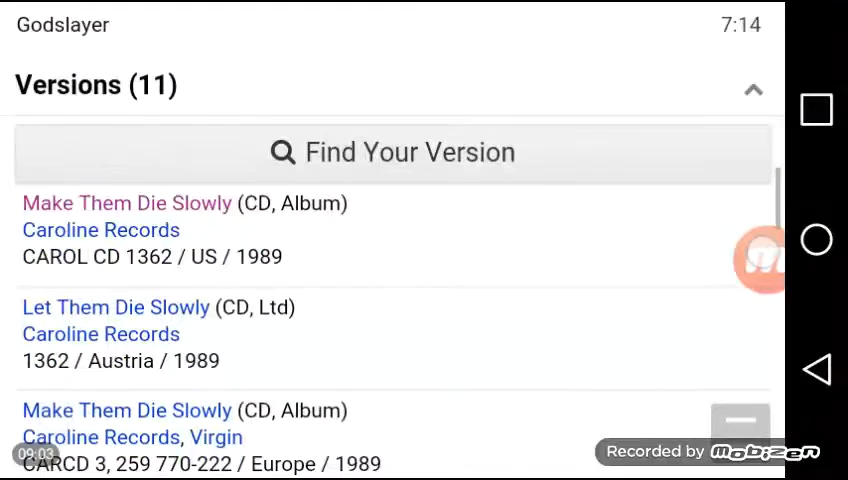 Godslayer 7:14
Versions (11)
Find Your Version
Make Them Die Slowly (CD, Album)
Caroline Records
CAROL CD 1362 / US / 1989
Let Them Die Slowly (CD, Ltd)
Caroline Records
1362 / Austria / 1989
Make Them Die Slowly (CD, Album)
Caroline Records, Virgin
CARCD 3, 259 770-222 / Europe / 1989
09:03
Recorded by Mobizen